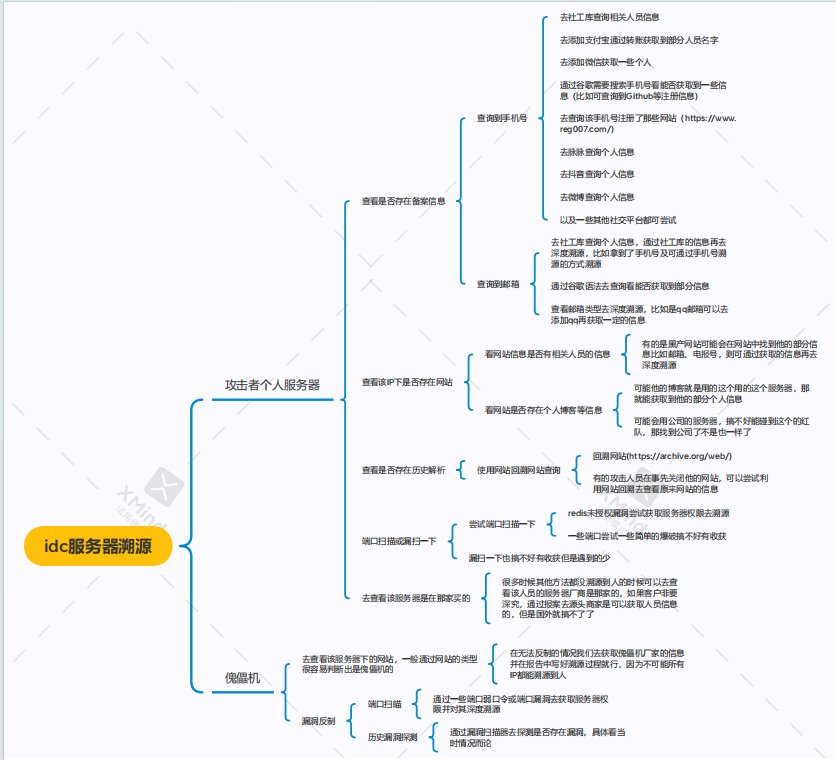 去社工库查询相关人员信息
去添加支付宝通过转账获取到部分人员名字
去添加微信获取一些个人
通过谷歌需要搜索手机号看能否获取到一些信
息（比如可查询到Github等注册信息）
查询到手机号
去查询该手机号注册了那些网站（https://www.
reg007.com/)
去脉脉查询个人信息
去抖音查询个人信息
去微博查询个人信息
以及一些其他社交平台都可尝试
查看是否存在备案信息
去社工库查询个人信息，通过社工库的信息再去
深度溯源，比如拿到了手机号及可通过手机号溯
源的方式溯源
查询到邮箱
通过谷歌语法去查询看能否获取到部分信息
查看邮箱类型去深度溯源，比如是qq邮箱可以去
添加qq再获取一定的信息
攻击者个人服务器
查看该IP下是否存在网站
看网站信息是否有相关人员的信息
有的是黑产网站可能会在网站中找到他的部分信
息比如邮箱、电报号，则可通过获取的信息再去
深度溯源
看网站是否存在个人博客等信息
可能他的博客就是用的这个用的这个服务器，那
就能获取到他的部分个人信息
可能会用公司的服务器，搞不好能碰到这个的红
队，那找到公司了不是也一样了
查看是否存在历史解析
使用网站回溯网站查询
回溯网站(https://archive.org/web/)
有的攻击人员在事先关闭他的网站，可以尝试利
用网站回溯去查看原来网站的信息
端口扫描或漏扫一下
尝试端口扫描一下
redis未授权漏洞尝试获取服务器权限去溯源
一些端口尝试一些简单的爆破搞不好有收获
漏扫一下也搞不好有收获但是遇到的少
去查看该服务器是在那家买的
很多时候其他方法都没溯源到人的时候可以去查
看该人员的服务器厂商是那家的，如果客户非要
深究，通过报案去源头商家是可以获取人员信息
的，但是国外就搞不了了
idc服务器溯源
傀儡机
去查看该服务器下的网站，一般通过网站的类型
很容易判断出是傀儡机的
在无法反制的情况我们去获取傀儡机厂家的信息
并在报告中写好溯源过程就行，因为不可能所有
IP都能溯源到人
漏洞反制
端口扫瞄
通过一些端口弱口令或端口漏洞去获取服务器权
限并对其深度溯源
历史漏洞探测
通过漏洞扫描器去探测是否存在漏洞，具体看当
时情况而论
XMind
XMind